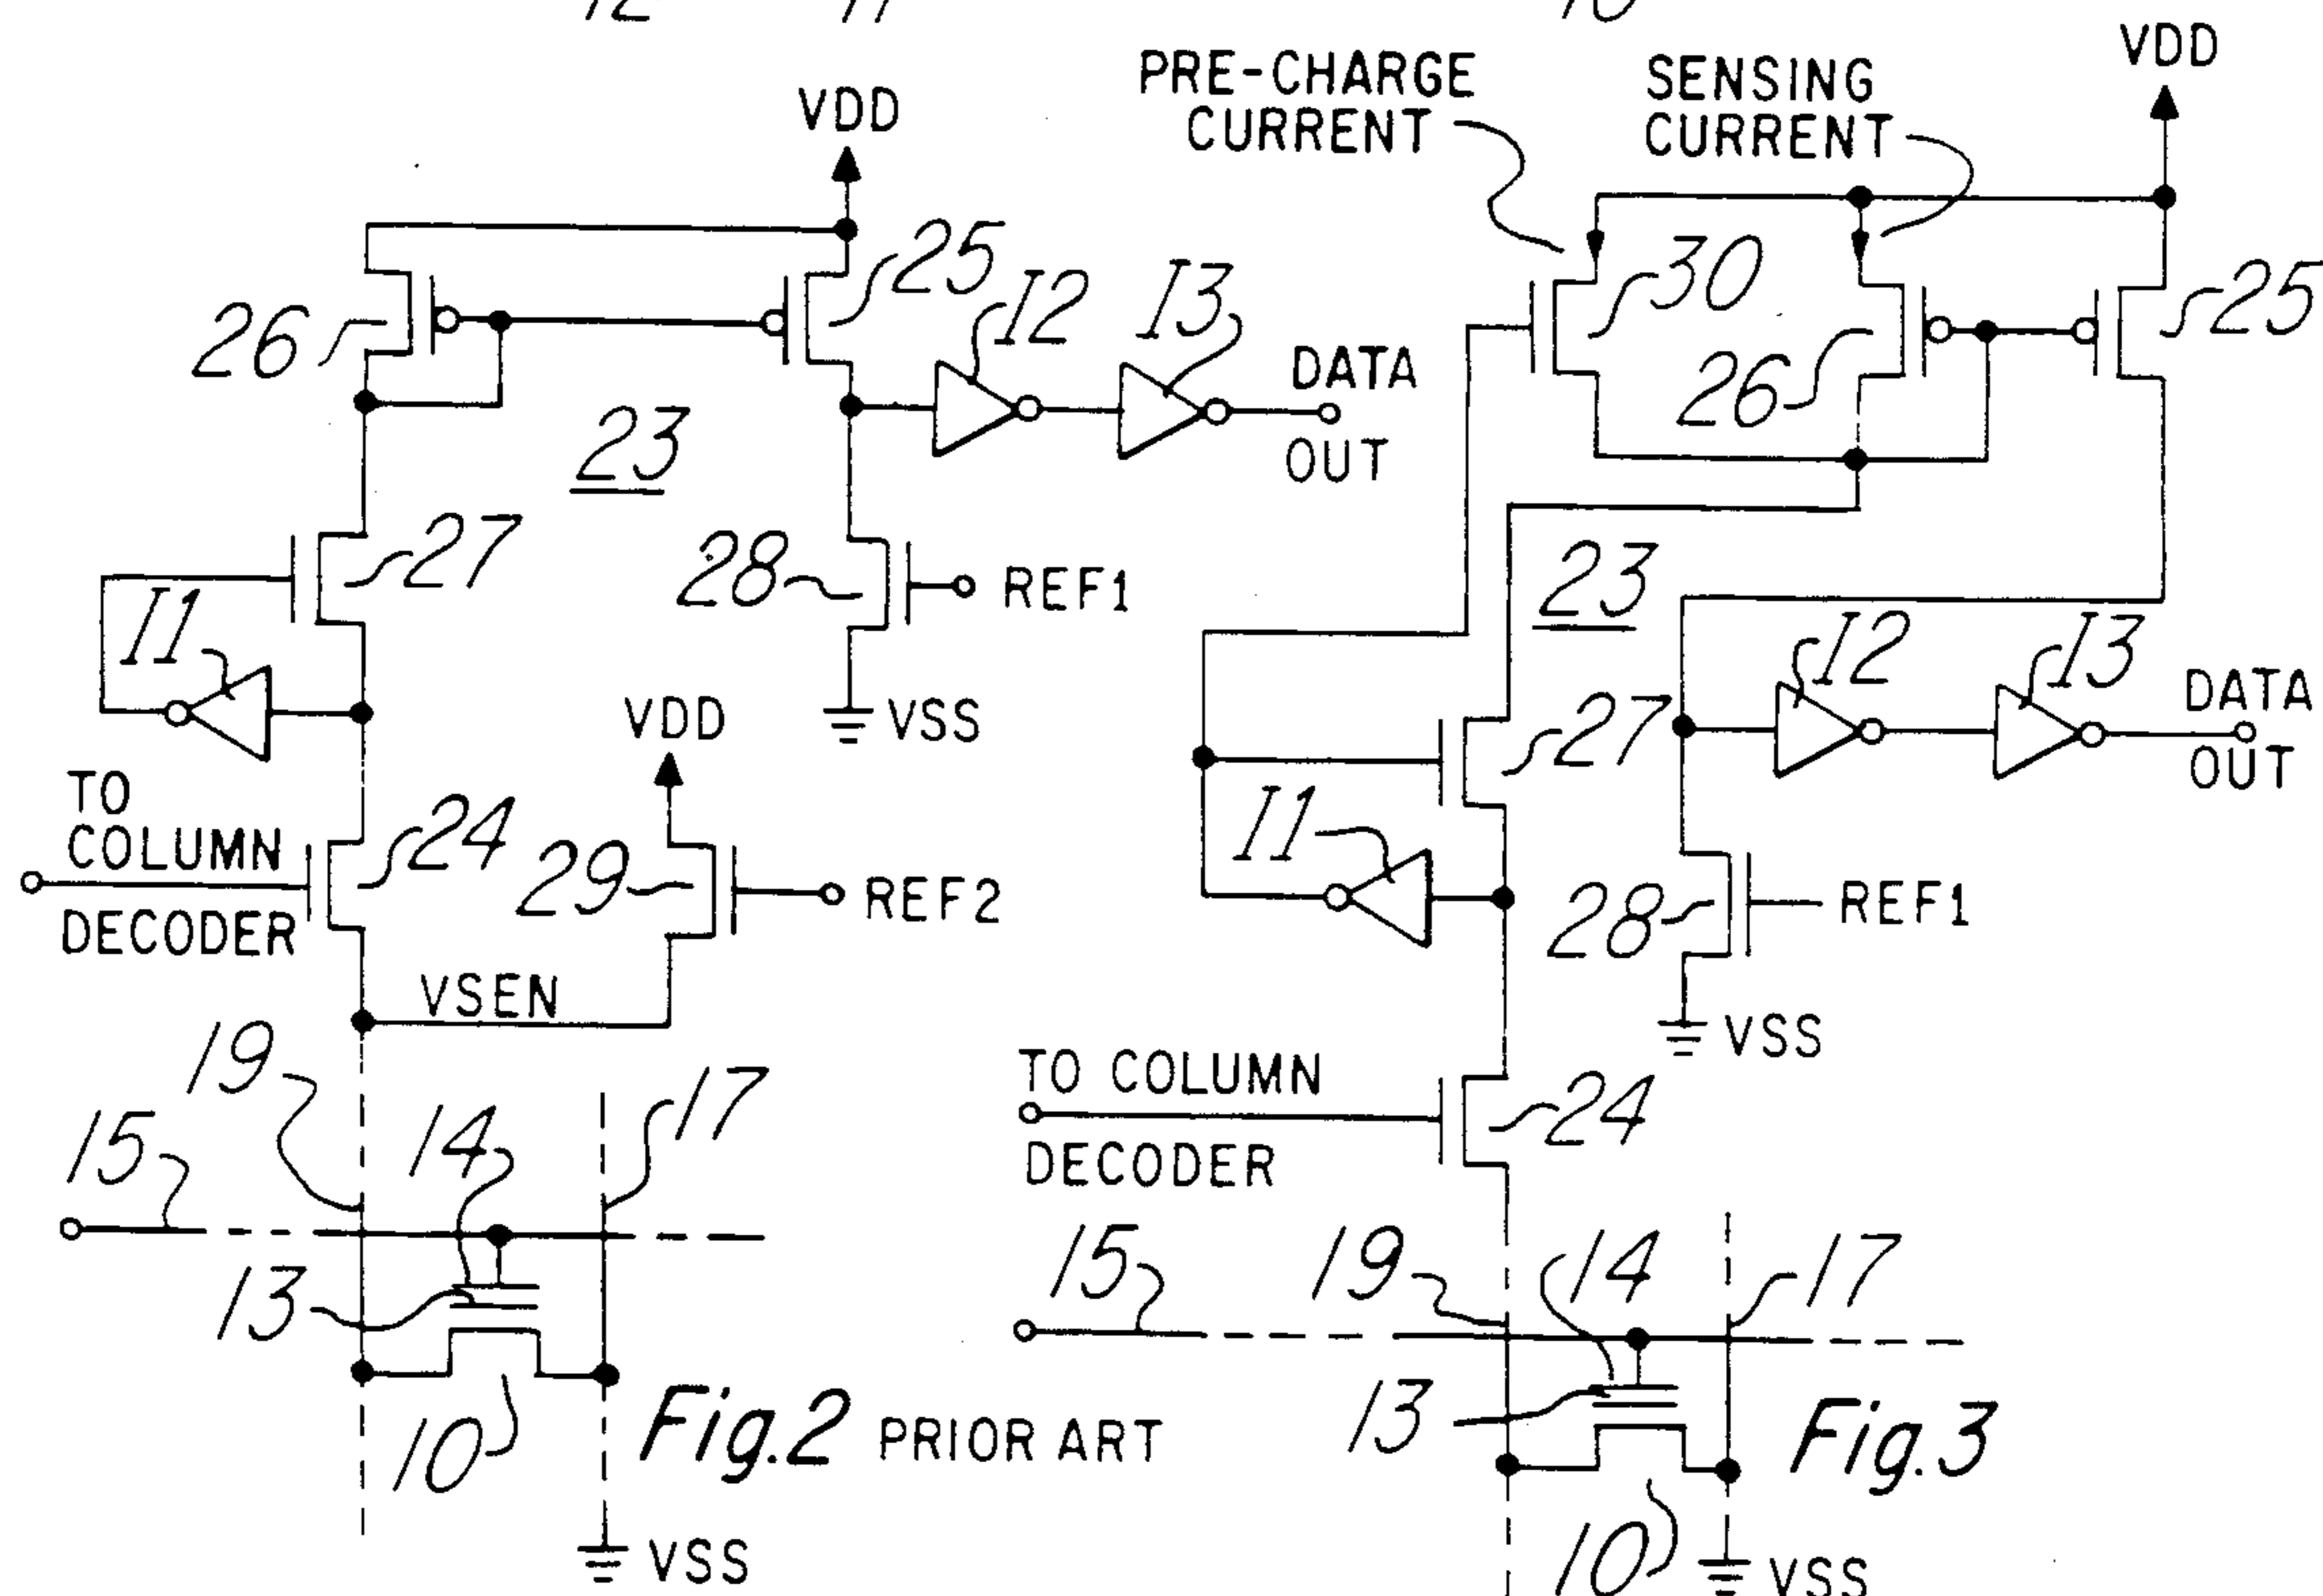 VDD
26
25
I2
I3
DATA
OUT
23
27
28
REF1
I1
VSS
VDD
TO
COLUMN
DECODER
24
29
REF2
VSEN
19
15
14
17
13
10
Fig.2 PRIOR ART
VSS
PRE-CHARGE
CURRENT
SENSING
CURRENT
VDD
30
26
25
23
27
I2
I3
DATA
OUT
I1
28
REF1
VSS
TO COLUMN
DECODER
24
15
19
14
17
13
10
Fig.3
VSS